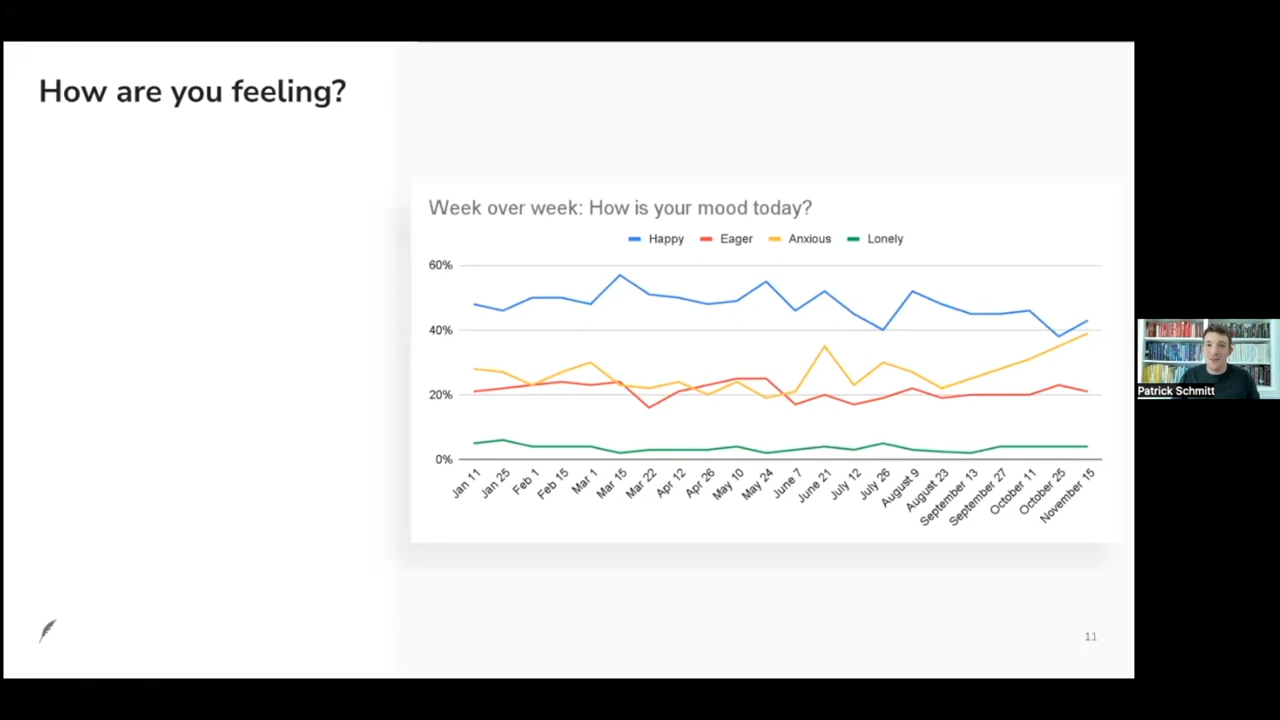 How are you feeling?
Week over week: How is your mood today?
Happy Eager Anxious Lonely
60%
40%
20%
0%
Jan 11 Jan 25 Feb 1 Feb 15 Mar 1 Mar 15 Mar 22 Apr 12 Apr 26 May 10 May 24 June 7 June 21 July 12 July 26 August 9 August 23 September 13 September 27 October 11 October 25 November 15
11
Patrick Schmitt